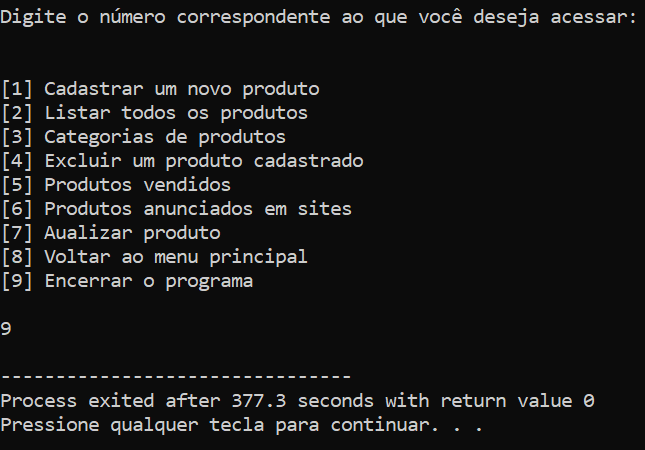 Digite o número correspondente ao que você deseja acessar:
[1] Cadastrar um novo produto
[2] Listar todos os produtos
[3] Categorias de produtos
[4] Excluir um produto cadastrado
[5] Produtos vendidos
[6] Produtos anunciados em sites
[7] Aualizar produto
[8] Voltar ao menu principal
[9] Encerrar o programa
9
--------------------------------
Process exited after 377.3 seconds with return value 0
Pressione qualquer tecla para continuar. . .